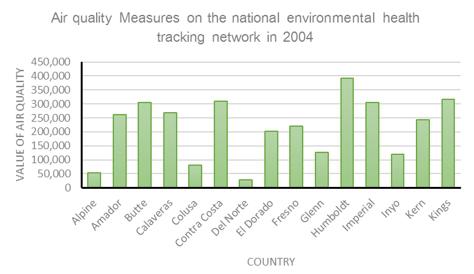 Air quality Measures on the national environmental health
tracking network in 2004
VALUE OF AIR QUALITY
450,000
400,000
350,000
300,000
250,000
200,000
150,000
100,000
50,000
0
Alpine
Amador
Butte
Calaveras
Colusa
Contra Costa
Del Norte
El Dorado
Fresno
Glenn
Humboldt
Imperial
Inyo
Kern
Kings
COUNTRY